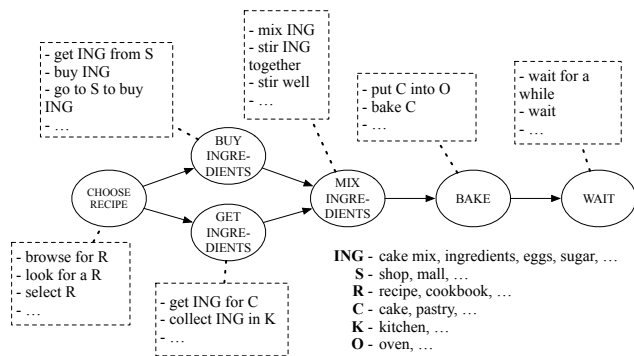 - get ING from S
- buy ING
- go to S to buy
ING
- …
- mix ING
- stir ING
together
- stir well
- …
- put C into O
- bake C
- …
- wait for a
while
- wait
- …
BUY
INGRE-
DIENTS
CHOOSE
RECIPE
GET
INGRE-
DIENTS
MIX
INGRE-
DIENTS
BAKE
WAIT
- browse for R
- look for a R
- select R
- …
- get ING for C
- collect ING in K
- …
ING - cake mix, ingredients, eggs, sugar, …
S - shop, mall, …
R - recipe, cookbook, …
C - cake, pastry, …
K - kitchen, …
O - oven, …